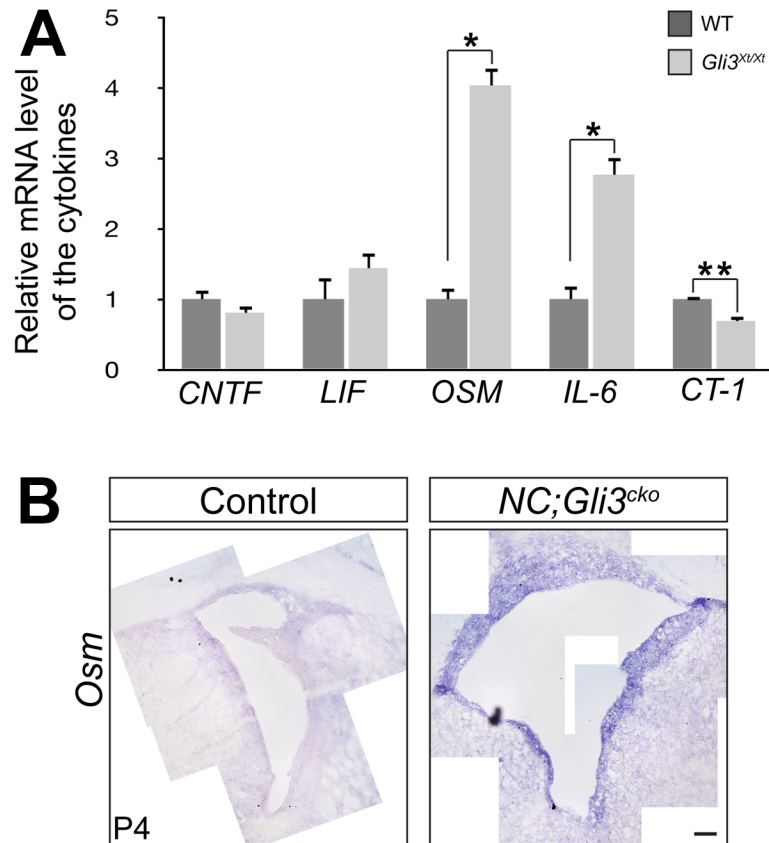 A
Relative mRNA level
of the cytokines
5
4
3
2
1
0
WT
Gli3Xt/Xt
*
*
**
CNTF LIF OSM IL-6 CT-1
B
Control
NC;Gli3cko
Osm
P4